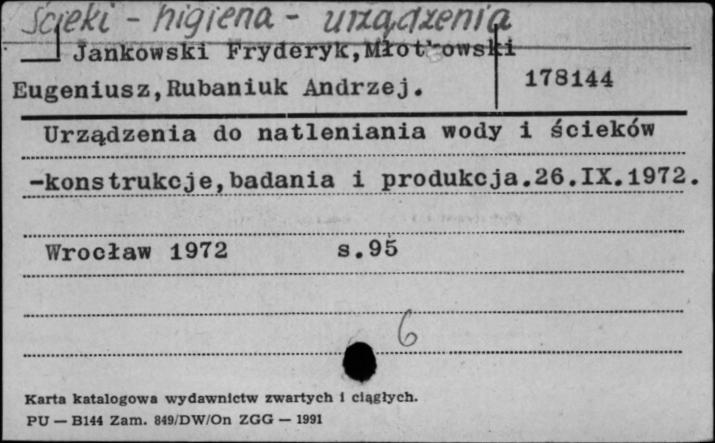 Ścieki - higiena - urządzenia
Jankowski Fryderyk,Młotkowski
Eugeniusz,Rubaniuk Andrzej.
178144
Urządzenia do natleniania wody i ścieków
-konstrukcje,badania i produkcja.26.IX.1972.
Wrocław 1972 s.95
6
Karta katalogowa wydawnictw zwartych i ciągłych.
PU — B144 Zam. 849/DW/On ZGG — 1991